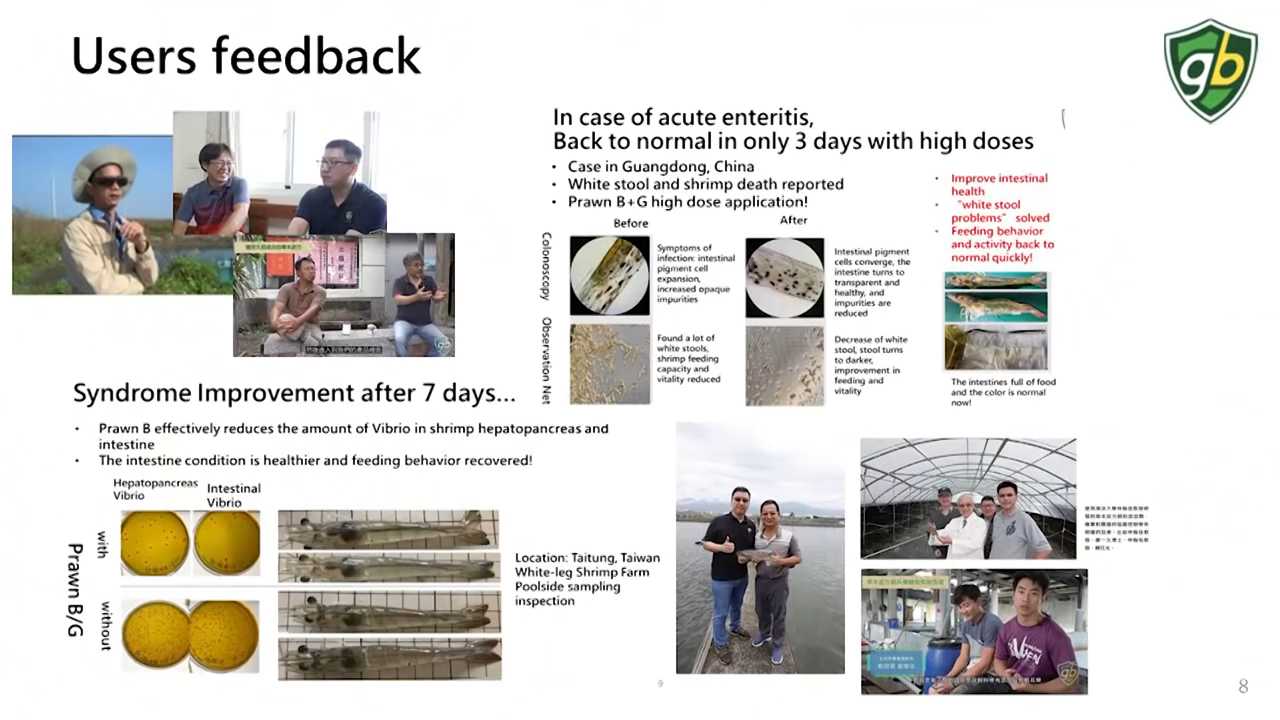 Users feedback
gb
In case of acute enteritis,
Back to normal in only 3 days with high doses
• Case in Guangdong, China
• White stool and shrimp death reported
• Prawn B+G high dose application!
Before
After
Colonoscopy
Symptoms of
infection: intestinal
pigment cell
expansion,
increased opaque
impurities
Intestinal pigment
cells converge, the
intestine turns to
transparent and
healthy, and
impurities are
reduced
Observation Net
Found a lot of
white stools,
shrimp feeding
capacity and
vitality reduced
Decrease of white
stool, stool turns
to darker,
improvement in
feeding and
vitality
• Improve intestinal
health
• “white stool
problems” solved
• Feeding behavior
and activity back to
normal quickly!
The intestines full of food
and the color is normal
now!
Syndrome Improvement after 7 days...
• Prawn B effectively reduces the amount of Vibrio in shrimp hepatopancreas and
intestine
• The intestine condition is healthier and feeding behavior recovered!
Hepatopancreas
Vibrio
Intestinal
Vibrio
Prawn B/G
with
without
Location: Taitung, Taiwan
White-leg Shrimp Farm
Poolside sampling
inspection
9
8